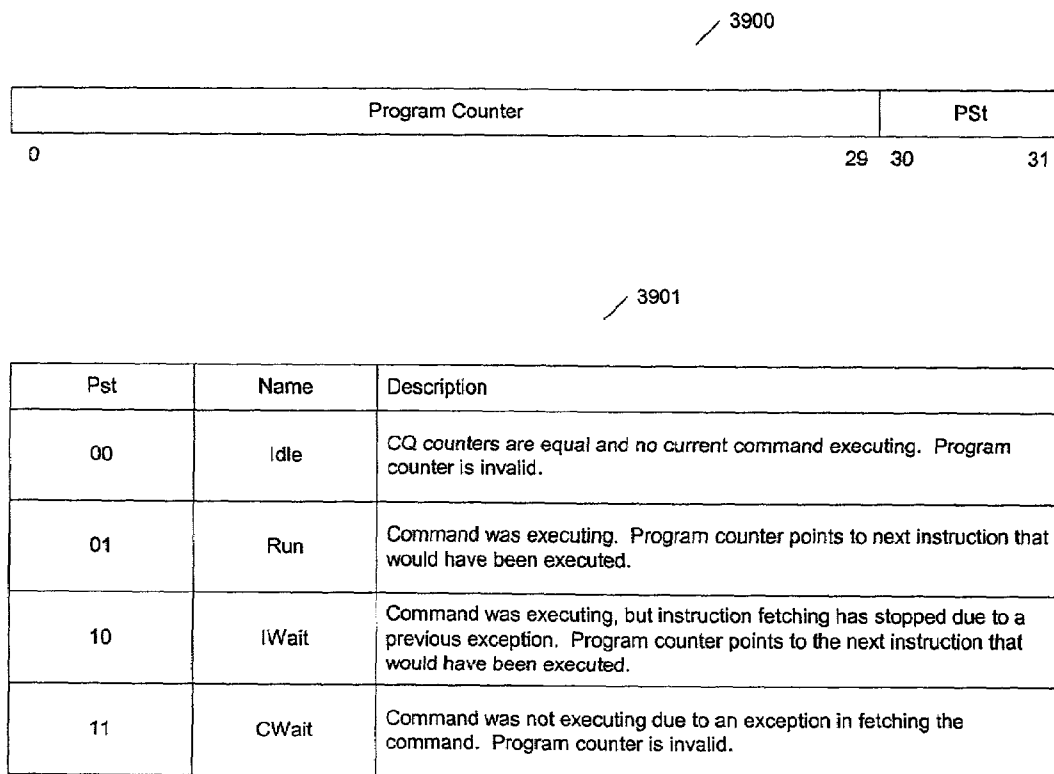 3900
Program Counter PSt
0 29 30 31
3901
Pst Name Description
00 Idle CQ counters are equal and no current command executing. Program
counter is invalid.
01 Run Command was executing. Program counter points to next instruction that
would have been executed.
10 IWait Command was executing, but instruction fetching has stopped due to a
previous exception. Program counter points to the next instruction that
would have been executed.
11 CWait Command was not executing due to an exception in fetching the
command. Program counter is invalid.